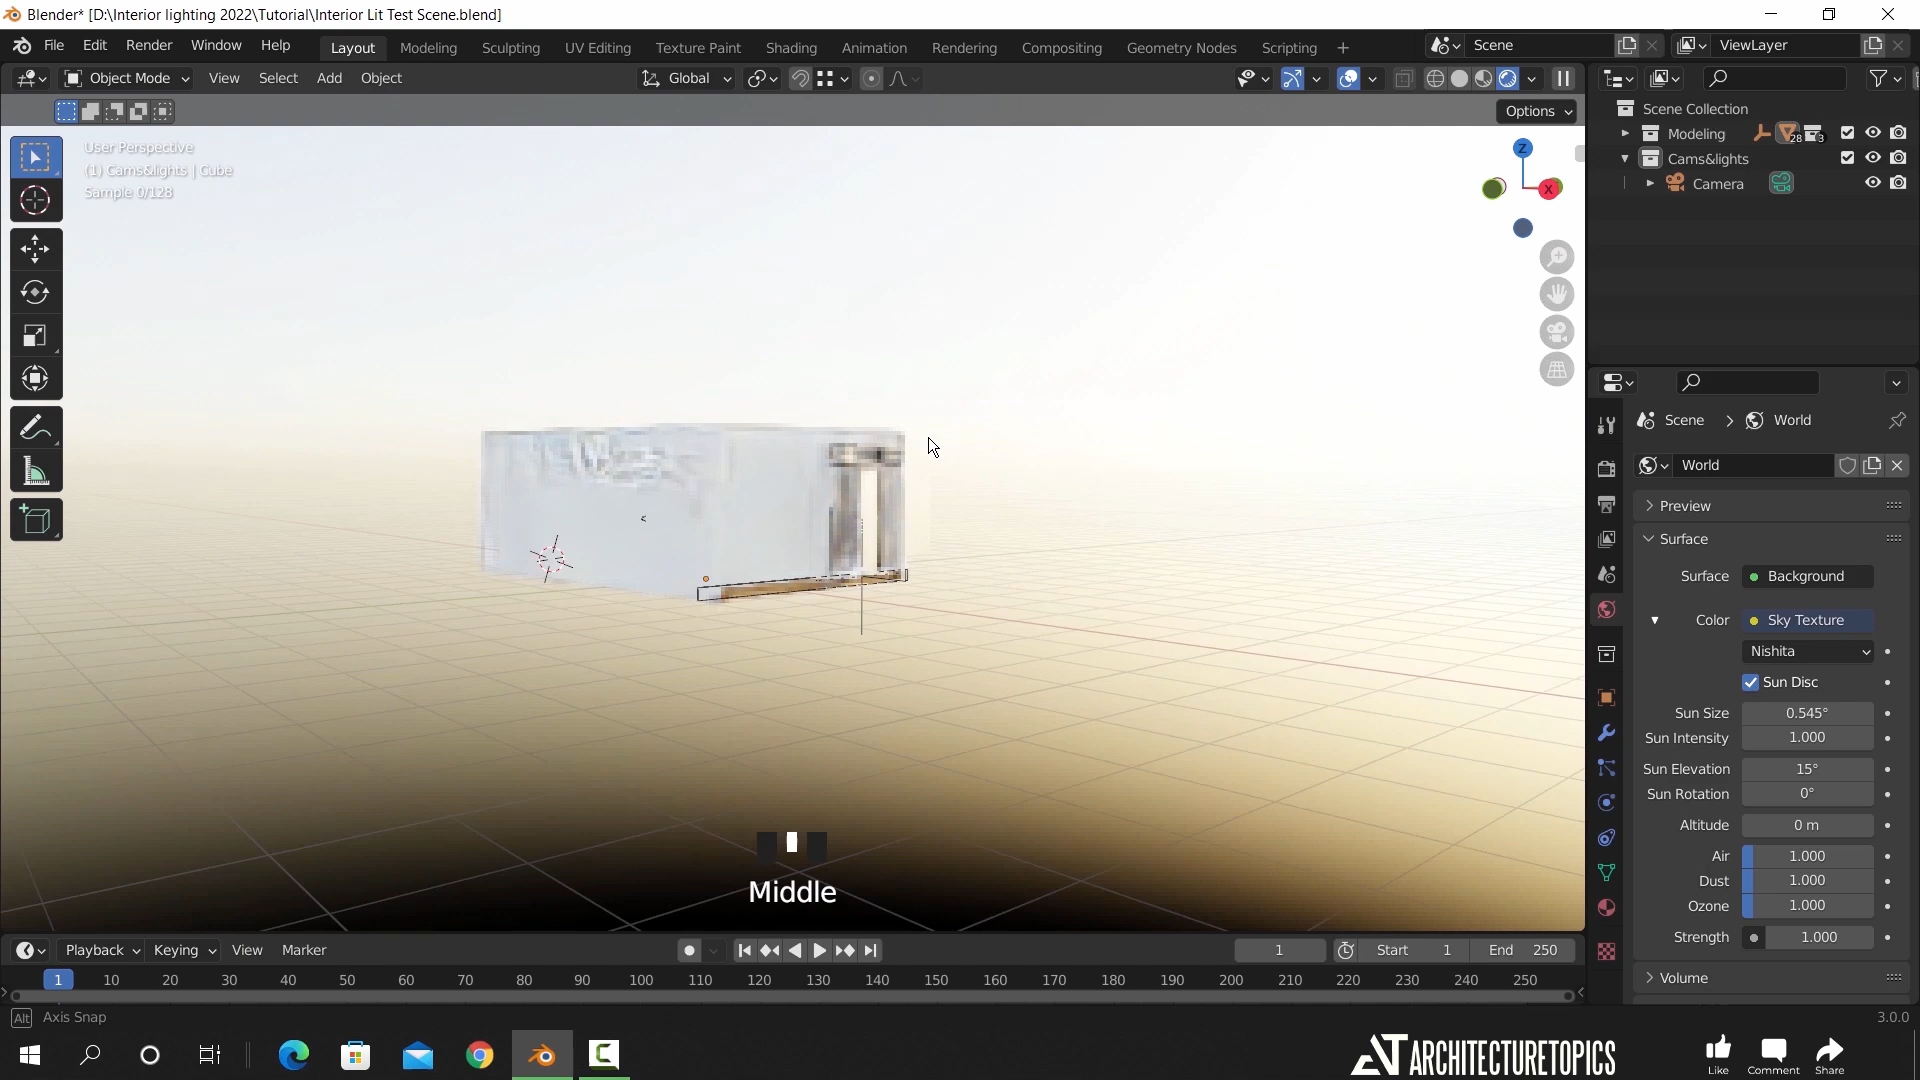 Blender* [D:\Interior lighting 2022\Tutorial\Interior Lit Test Scene.blend]
File Edit Render Window Help Layout Modeling Sculpting UV Editing Texture Paint Shading Animation Rendering Compositing Geometry Nodes Scripting + Scene ViewLayer
Object Mode View Select Add Object Global
Options
Scene Collection
Modeling 28 3
Cams&lights
Camera
User Perspective
(1) Cams&lights | Cube
Sample 0/128
Z
X
Scene > World
World
Preview
Surface
Surface Background
Color Sky Texture
Nishita
Sun Disc
Sun Size 0.545°
Sun Intensity 1.000
Sun Elevation 15°
Sun Rotation 0°
Altitude 0 m
Air 1.000
Dust 1.000
Ozone 1.000
Strength 1.000
Volume
Middle
Playback Keying View Marker 1 Start 1 End 250
1 10 20 30 40 50 60 70 80 90 100 110 120 130 140 150 160 170 180 190 200 210 220 230 240 250
Alt Axis Snap 3.0.0
AT ARCHITECTURETOPICS
Like Comment Share